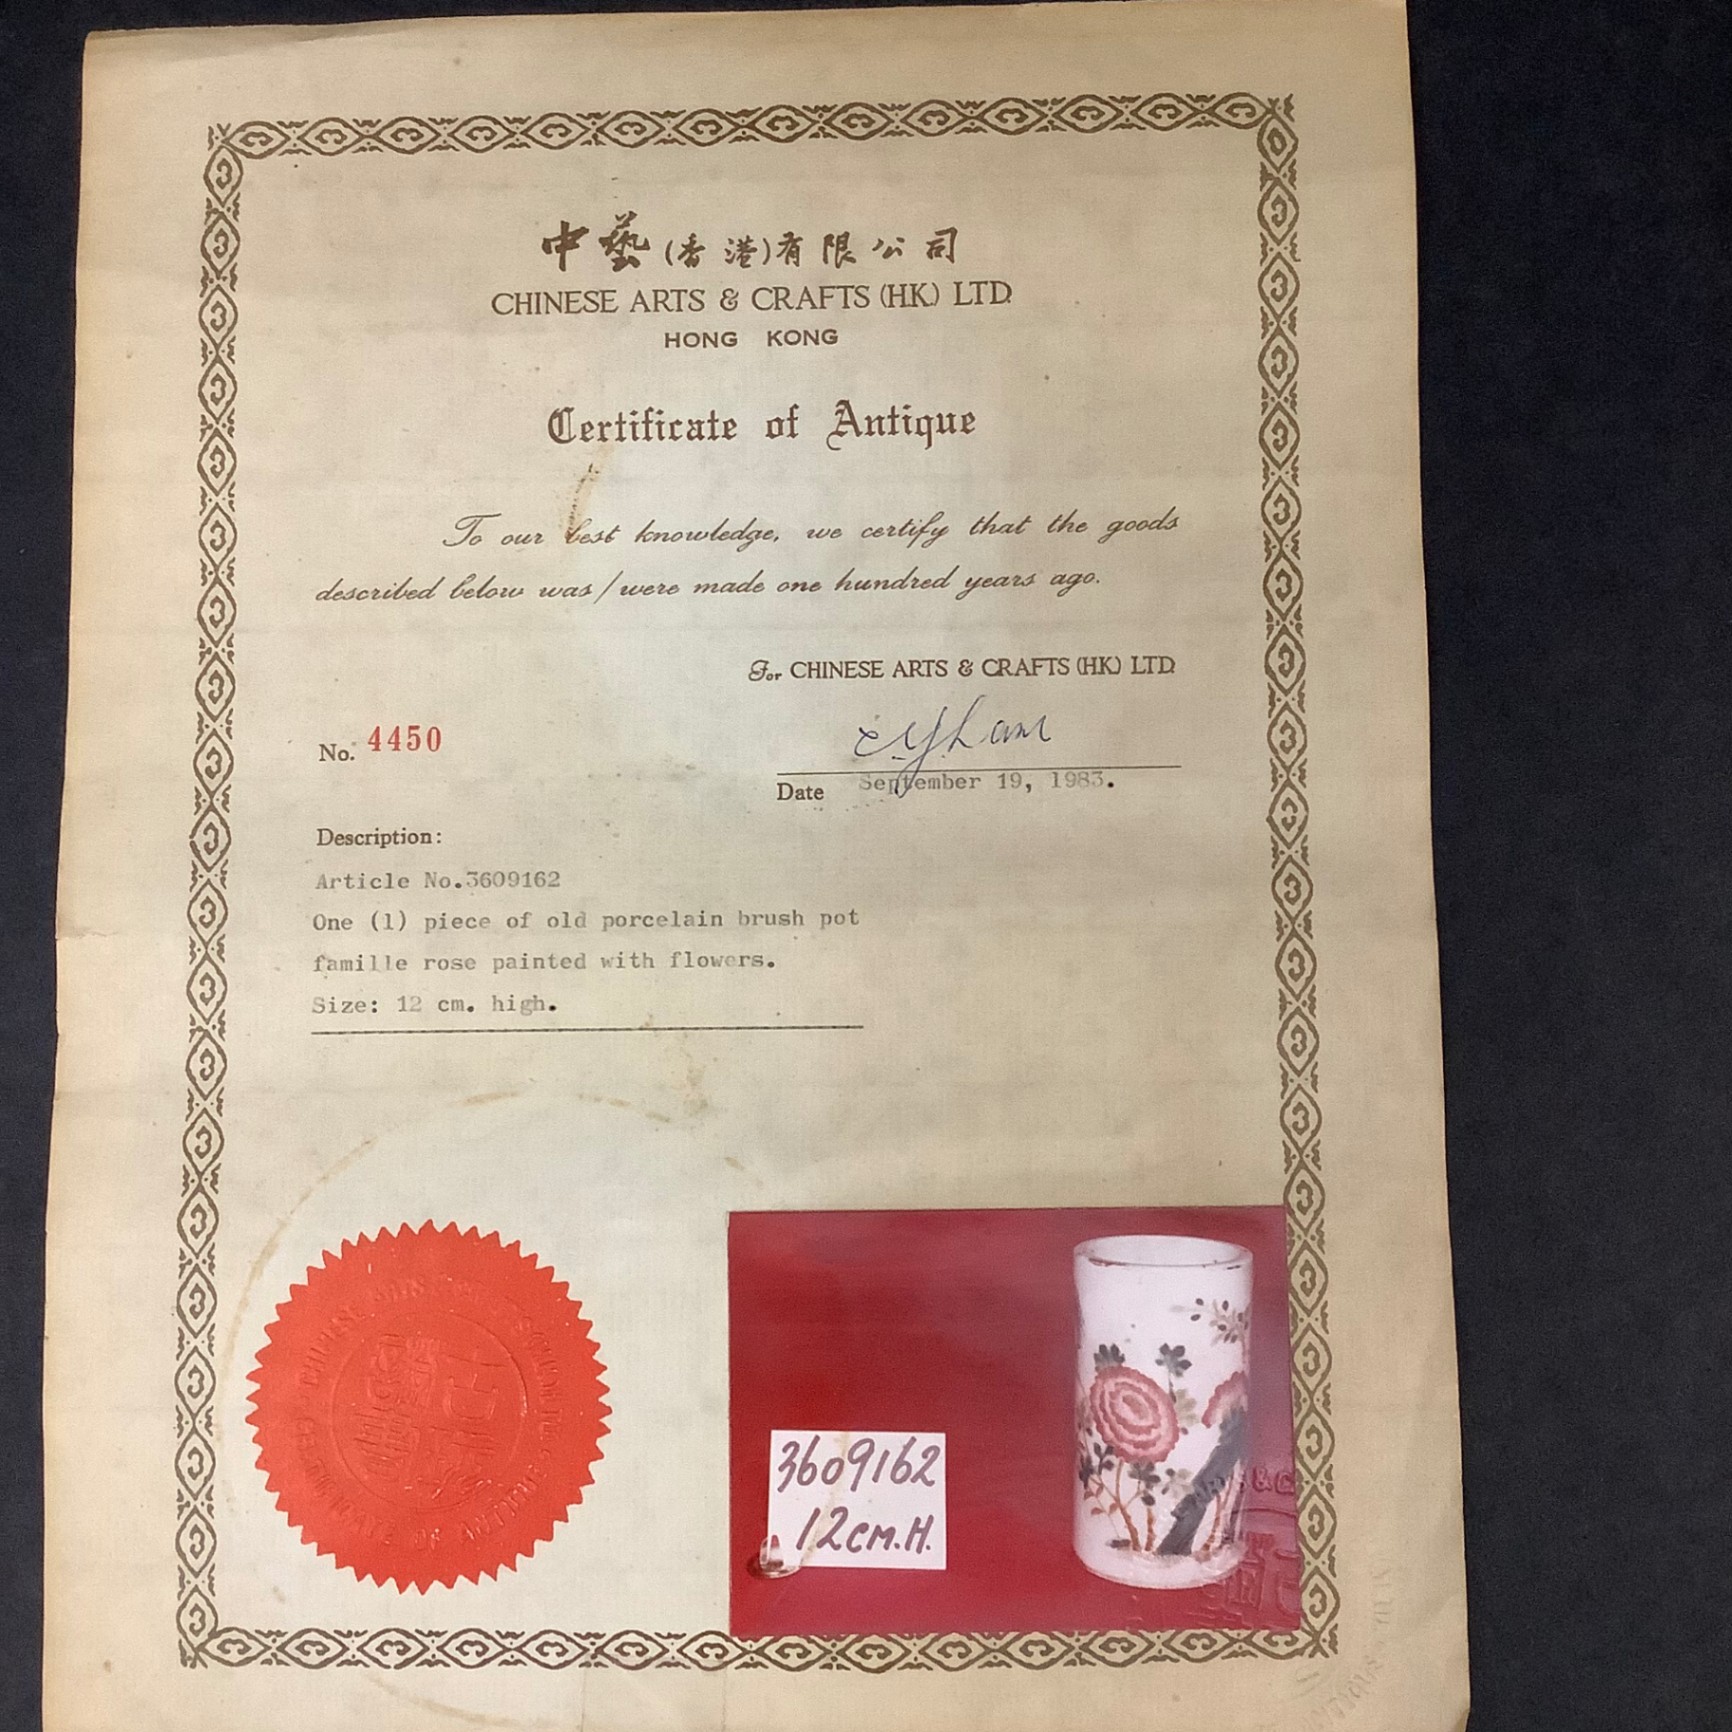 中藝(香港)有限公司
CHINESE ARTS & CRAFTS (H.K.) LTD.
HONG KONG
Certificate of Antique
To our best knowledge, we certify that the goods
described below was / were made one hundred years ago.
For CHINESE ARTS & CRAFTS (H.K.) LTD.
No. 4450
Date September 19, 1983.
Description:
Article No.3609162
One (1) piece of old porcelain brush pot
famille rose painted with flowers.
Size: 12 cm. high.
3609162
12cm.H.
CERTIFICATE OF ANTIQUE